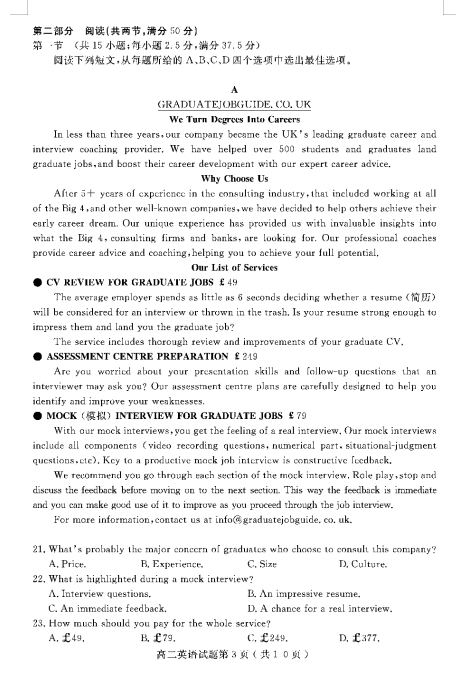 第二部分 阅读(共两节,满分 50 分)
第一节 (共 15 小题;每小题 2.5 分,满分 37.5 分)
阅读下列短文,从每题所给的 A、B、C、D 四个选项中选出最佳选项。
A
GRADUATEJOBGUIDE. CO. UK
We Turn Degrees Into Careers
In less than three years,our company became the UK's leading graduate career and
interview coaching provider. We have helped over 500 students and graduates land
graduate jobs,and boost their career development with our expert career advice.
Why Choose Us
After 5+ years of experience in the consulting industry,that included working at all
of the Big 4,and other well-known companies,we have decided to help others achieve their
early career dream. Our unique experience has provided us with invaluable insights into
what the Big 4, consulting firms and banks, are looking for. Our professional coaches
provide career advice and coaching,helping you to achieve your full potential.
Our List of Services
● CV REVIEW FOR GRADUATE JOBS £49
The average employer spends as little as 6 seconds deciding whether a resume (简历)
will be considered for an interview or thrown in the trash. Is your resume strong enough to
impress them and land you the graduate job?
The service includes thorough review and improvements of your graduate CV.
● ASSESSMENT CENTRE PREPARATION £249
Are you worried about your presentation skills and follow-up questions that an
interviewer may ask you? Our assessment centre plans are carefully designed to help you
identify and improve your weaknesses.
● MOCK (模拟) INTERVIEW FOR GRADUATE JOBS £79
With our mock interviews,you get the feeling of a real interview. Our mock interviews
include all components (video recording questions, numerical part, situational-judgment
questions,etc). Key to a productive mock job interview is constructive feedback.
We recommend you go through each section of the mock interview. Role play,stop and
discuss the feedback before moving on to the next section. This way the feedback is immediate
and you can make good use of it to improve as you proceed through the job interview.
For more information,contact us at info@graduatejobguide. co. uk.
21. What's probably the major concern of graduates who choose to consult this company?
A. Price. B. Experience. C. Size D. Culture.
22. What is highlighted during a mock interview?
A. Interview questions. B. An impressive resume.
C. An immediate feedback. D. A chance for a real interview.
23. How much should you pay for the whole service?
A. £49. B. £79. C. £249. D. £377.
高二英语试题第 3 页 ( 共 1 0 页 )